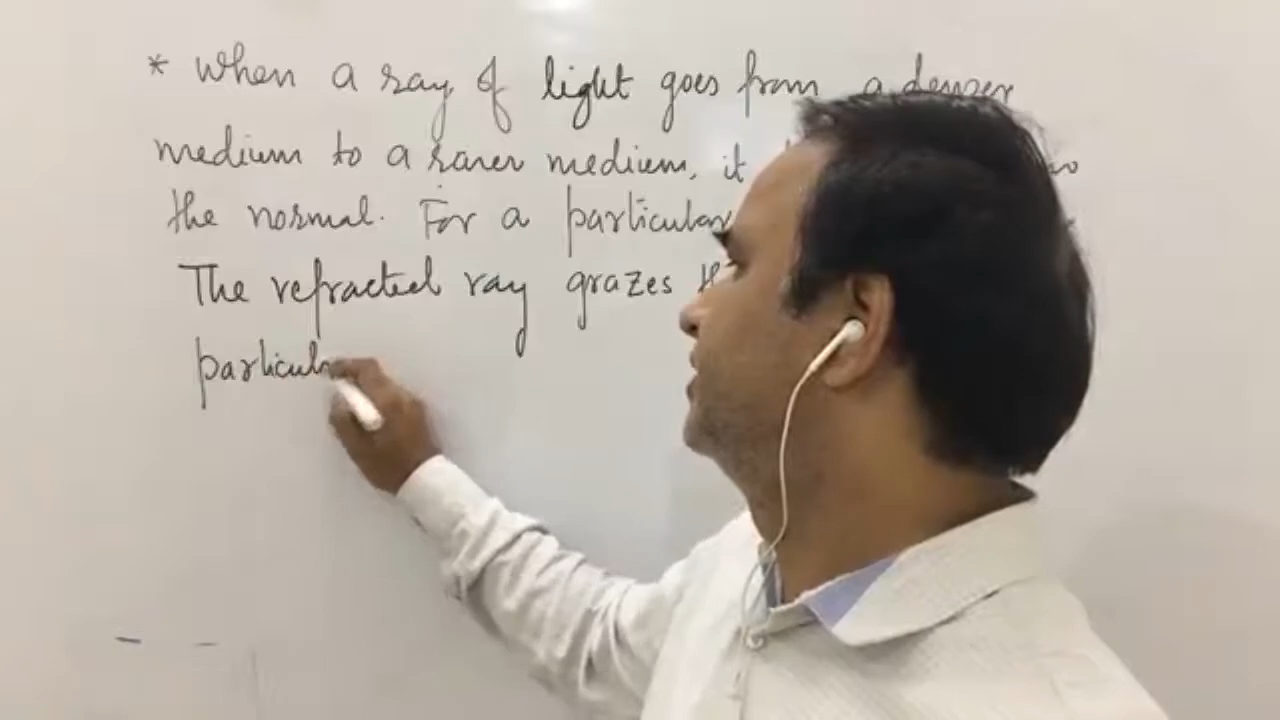 * When a ray of light goes from a denser
medium to a rarer medium, it
the normal. For a particular
The refracted ray grazes
particular